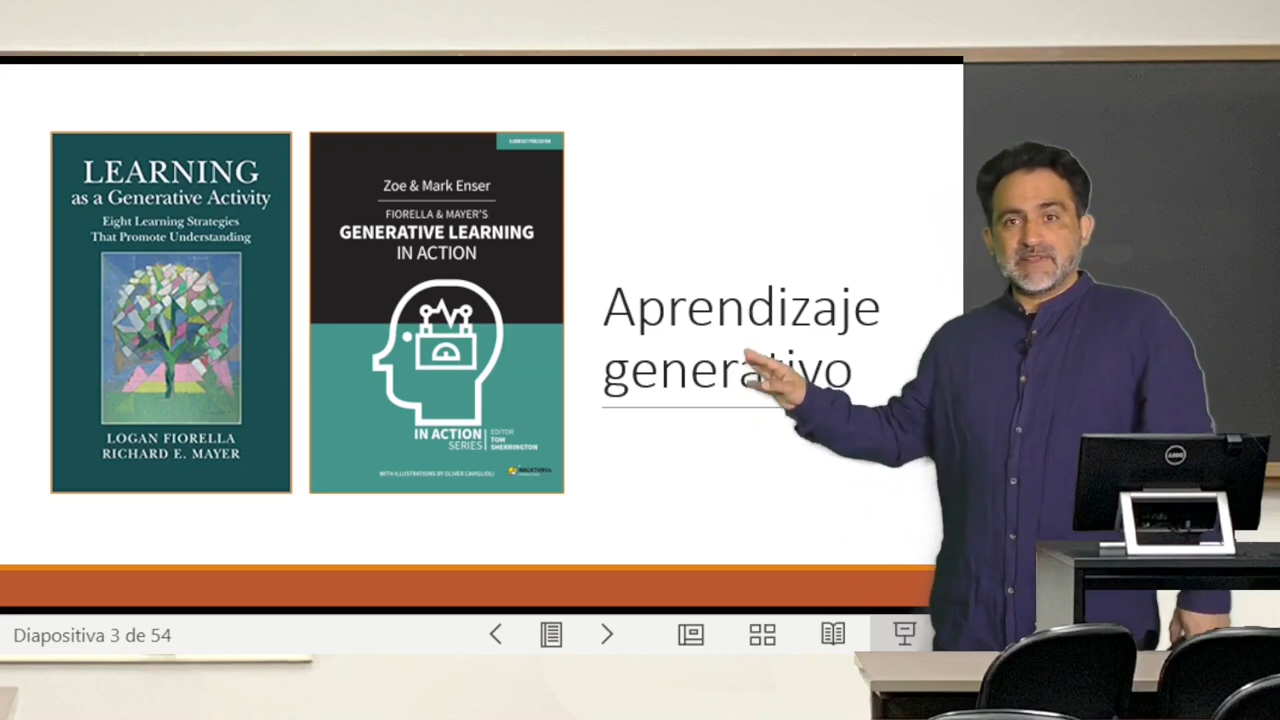 LEARNING
as a Generative Activity
Eight Learning Strategies
That Promote Understanding
LOGAN FIORELLA
RICHARD E. MAYER
Zoe & Mark Enser
FIORELLA & MAYER'S
GENERATIVE LEARNING
IN ACTION
IN ACTION
SERIES
EDITOR
TOM
SHERRINGTON
WITH ILLUSTRATIONS BY OLIVER CAVIGLIOLI
WALKTHRUs
Aprendizaje
generativo
Diapositiva 3 de 54
DELL